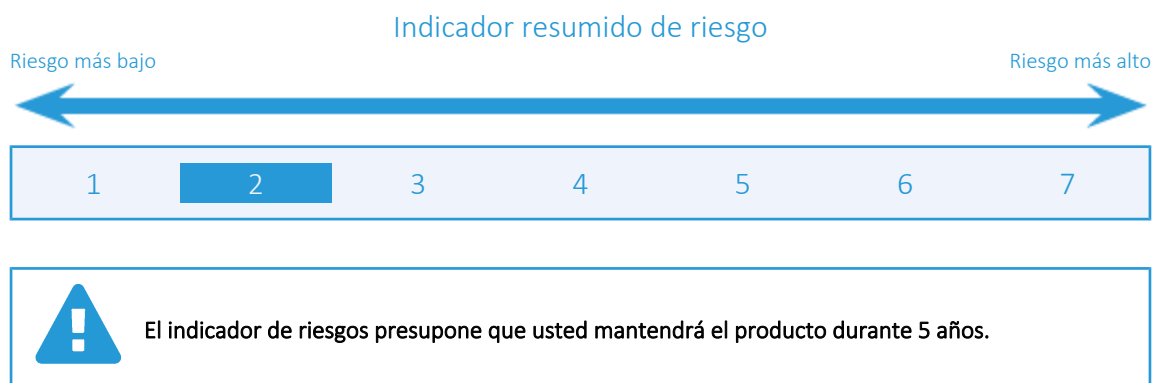 Indicador resumido de riesgo
Riesgo más bajo Riesgo más alto
1 2 3 4 5 6 7
El indicador de riesgos presupone que usted mantendrá el producto durante 5 años.